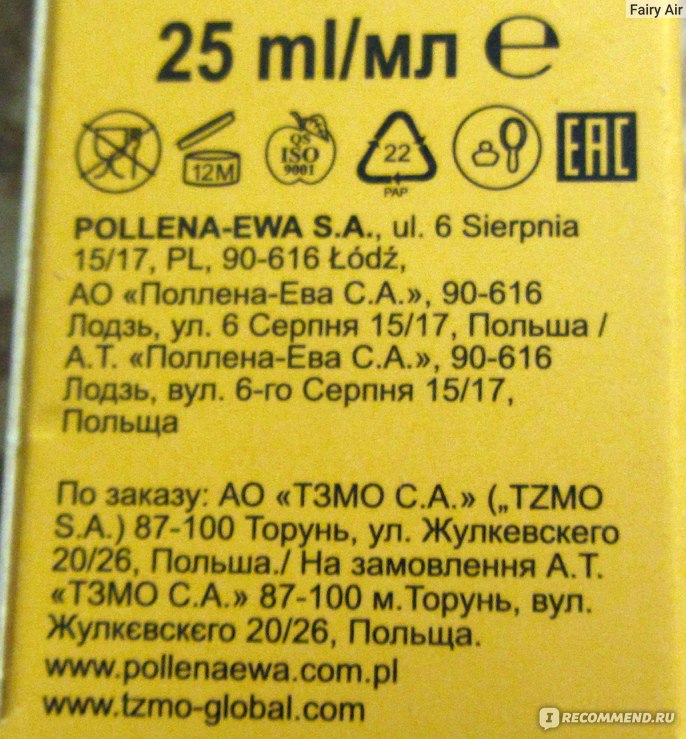 Fairy Air
25 ml/мл ℮
12M
QS
ISO
9001
22
PAP
EAC
POLLENA-EWA S.A., ul. 6 Sierpnia
15/17, PL, 90-616 Łódź,
АО «Поллена-Ева С.А.», 90-616
Лодзь, ул. 6 Серпня 15/17, Польша /
А.Т. «Поллена-Ева С.А.», 90-616
Лодзь, вул. 6-го Серпня 15/17,
Польща
По заказу: АО «ТЗМО С.А.» („TZMO
S.A.) 87-100 Торунь, ул. Жулкевскего
20/26, Польша./ На замовлення А.Т.
«ТЗМО С.А.» 87-100 м.Торунь, вул.
Жулкєвскєго 20/26, Польща.
www.pollenaewa.com.pl
www.tzmo-global.com
I RECOMMEND.RU